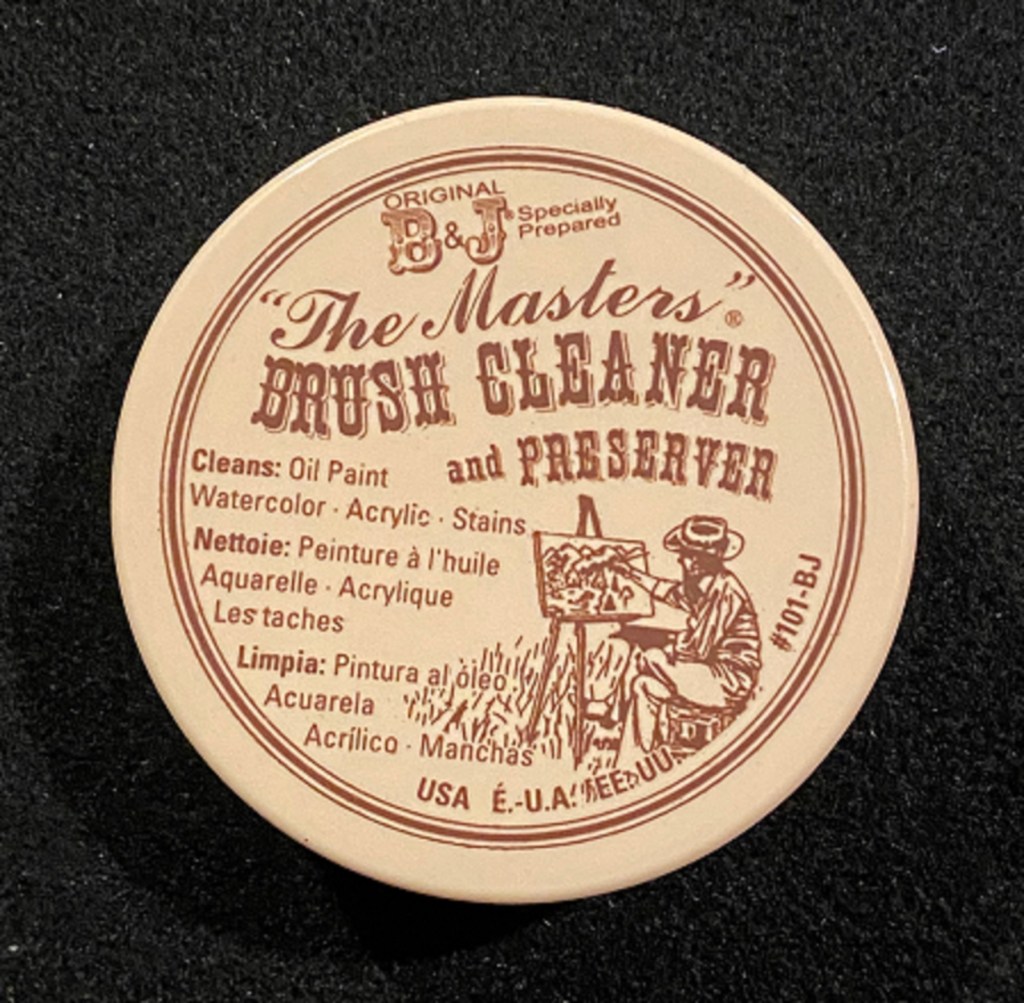 ORIGINAL
B&J® Specially Prepared
"The Masters"®
BRUSH CLEANER
and PRESERVER
Cleans: Oil Paint
Watercolor · Acrylic · Stains
Nettoie: Peinture à l'huile
Aquarelle · Acrylique
Les taches
Limpia: Pintura al óleo
Acuarela
Acrílico · Manchas
USA É.-U.A. EE.UU.
#101-BJ